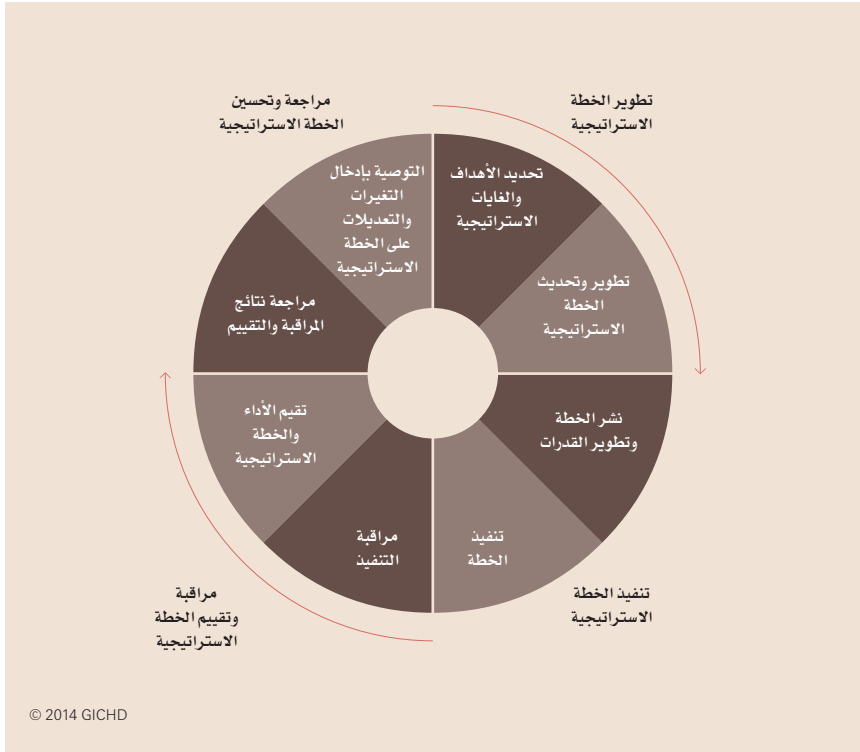 تطوير الخطة
الاستراتيجية
تحديد الأهداف
والغايات
الاستراتيجية
تطوير وتحديث
الخطة
الاستراتيجية
تنفيذ الخطة
الاستراتيجية
نشر الخطة
وتطوير القدرات
تنفيذ
الخطة
مراقبة
وتقييم الخطة
الاستراتيجية
مراقبة
التنفيذ
تقيم الأداء
والخطة
الاستراتيجية
مراجعة وتحسين
الخطة الاستراتيجية
مراجعة نتائج
المراقبة والتقييم
التوصية بإدخال
التغيرات
والتعديلات
على الخطة
الاستراتيجية
© 2014 GICHD